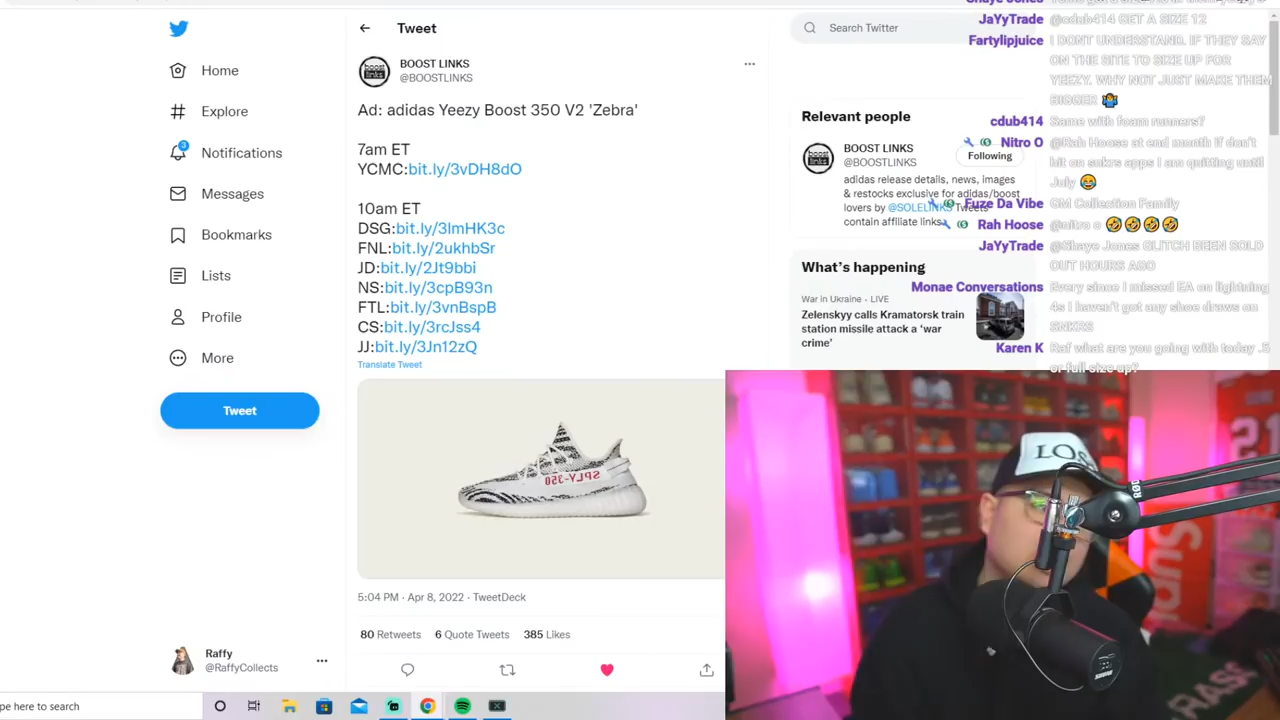 Tweet
Search Twitter
Home
Explore
3
Notifications
Messages
Bookmarks
Lists
Profile
More
Tweet
Raffy
@RaffyCollects
BOOST LINKS
@BOOSTLINKS
Ad: adidas Yeezy Boost 350 V2 'Zebra'
7am ET
YCMC:bit.ly/3vDH8dO
10am ET
DSG:bit.ly/3lmHK3c
FNL:bit.ly/2ukhbSr
JD:bit.ly/2Jt9bbi
NS:bit.ly/3cpB93n
FTL:bit.ly/3vnBspB
CS:bit.ly/3rcJss4
JJ:bit.ly/3Jn12zQ
Translate Tweet
SPLY-350
5:04 PM · Apr 8, 2022 · TweetDeck
80 Retweets 6 Quote Tweets 385 Likes
Relevant people
BOOST LINKS
@BOOSTLINKS
Following
adidas release details, news, images
& restocks exclusive for adidas/boost
lovers by @SOLELINKS Tweets
contain affiliate links
What's happening
War in Ukraine · LIVE
Zelenskyy calls Kramatorsk train
station missile attack a 'war
crime'
JaYyTrade @cdub414 GET A SIZE 12
Fartylipjuice I DONT UNDERSTAND. IF THEY SAY
ON THE SITE TO SIZE UP FOR
YEEZY. WHY NOT JUST MAKE THEM
BIGGER 🤷‍♂️
cdub414 Same with foam runners?
Nitro O @Rah Hoose at end month if don't
hit on snkrs apps I am quitting until
July 😂
Fuze Da Vibe GM Collection Family
Rah Hoose @nitro o 🤣🤣🤣🤣
JaYyTrade @Shaye Jones GLITCH BEEN SOLD
OUT HOURS AGO
Monae Conversations Every since I missed EA on lightning
4s I haven't got any shoe draws on
SNKRS
Karen K Raf what are you going with today .5
or full size up?
LOS
RØD
SHURE
21
Sup
pe here to search